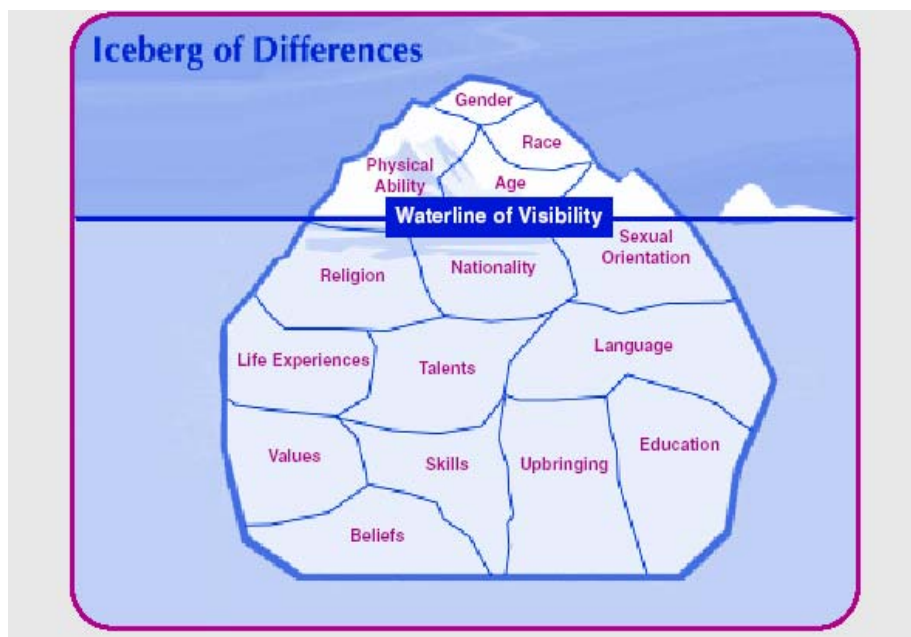 Iceberg of Differences
Gender
Race
Physical
Ability
Age
Waterline of Visibility
Sexual
Orientation
Religion
Nationality
Life Experiences
Talents
Language
Values
Skills
Upbringing
Education
Beliefs